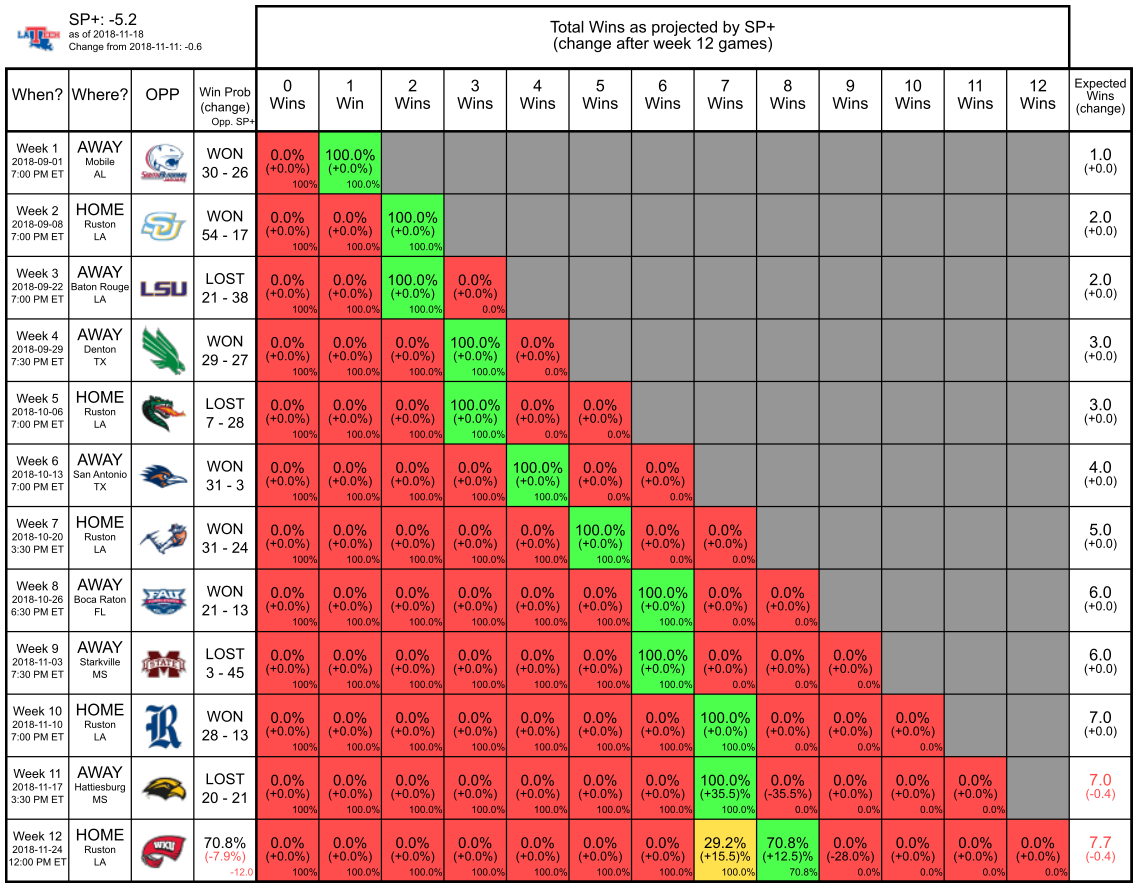 LA TECH
SP+: -5.2
as of 2018-11-18
Change from 2018-11-11: -0.6
Total Wins as projected by SP+
(change after week 12 games)
When? Where? OPP Win Prob (change) Opp. SP+ 0 Wins 1 Win 2 Wins 3 Wins 4 Wins 5 Wins 6 Wins 7 Wins 8 Wins 9 Wins 10 Wins 11 Wins 12 Wins Expected Wins (change)
Week 1 AWAY WON 0.0% 100.0% 1.0
2018-09-01 Mobile (+0.0%) (+0.0%) (+0.0)
7:00 PM ET AL 30 - 26 100% 100.0%
Week 2 HOME SU WON 0.0% 0.0% 100.0% 2.0
2018-09-08 Ruston (+0.0%) (+0.0%) (+0.0%) (+0.0)
7:00 PM ET LA 54 - 17 100% 100.0% 100.0%
Week 3 AWAY LSU LOST 0.0% 0.0% 100.0% 0.0% 2.0
2018-09-22 Baton Rouge (+0.0%) (+0.0%) (+0.0%) (+0.0%) (+0.0)
7:00 PM ET LA 21 - 38 100% 100.0% 100.0% 0.0%
Week 4 AWAY WON 0.0% 0.0% 0.0% 100.0% 0.0% 3.0
2018-09-29 Denton (+0.0%) (+0.0%) (+0.0%) (+0.0%) (+0.0%) (+0.0)
7:30 PM ET TX 29 - 27 100% 100.0% 100.0% 100.0% 0.0%
Week 5 HOME LOST 0.0% 0.0% 0.0% 100.0% 0.0% 0.0% 3.0
2018-10-06 Ruston (+0.0%) (+0.0%) (+0.0%) (+0.0%) (+0.0%) (+0.0%) (+0.0)
7:00 PM ET LA 7 - 28 100% 100.0% 100.0% 100.0% 0.0% 0.0%
Week 6 AWAY WON 0.0% 0.0% 0.0% 0.0% 100.0% 0.0% 0.0% 4.0
2018-10-13 San Antonio (+0.0%) (+0.0%) (+0.0%) (+0.0%) (+0.0%) (+0.0%) (+0.0%) (+0.0)
7:00 PM ET TX 31 - 3 100% 100.0% 100.0% 100.0% 100.0% 0.0% 0.0%
Week 7 HOME WON 0.0% 0.0% 0.0% 0.0% 0.0% 100.0% 0.0% 0.0% 5.0
2018-10-20 Ruston (+0.0%) (+0.0%) (+0.0%) (+0.0%) (+0.0%) (+0.0%) (+0.0%) (+0.0%) (+0.0)
3:30 PM ET LA 31 - 24 100% 100.0% 100.0% 100.0% 100.0% 100.0% 0.0% 0.0%
Week 8 AWAY FAU WON 0.0% 0.0% 0.0% 0.0% 0.0% 0.0% 100.0% 0.0% 0.0% 6.0
2018-10-26 Boca Raton (+0.0%) (+0.0%) (+0.0%) (+0.0%) (+0.0%) (+0.0%) (+0.0%) (+0.0%) (+0.0%) (+0.0)
6:30 PM ET FL 21 - 13 100% 100.0% 100.0% 100.0% 100.0% 100.0% 100.0% 0.0% 0.0%
Week 9 AWAY STATE LOST 0.0% 0.0% 0.0% 0.0% 0.0% 0.0% 100.0% 0.0% 0.0% 0.0% 6.0
2018-11-03 Starkville (+0.0%) (+0.0%) (+0.0%) (+0.0%) (+0.0%) (+0.0%) (+0.0%) (+0.0%) (+0.0%) (+0.0%) (+0.0)
7:30 PM ET MS 3 - 45 100% 100.0% 100.0% 100.0% 100.0% 100.0% 100.0% 0.0% 0.0% 0.0%
Week 10 HOME R WON 0.0% 0.0% 0.0% 0.0% 0.0% 0.0% 0.0% 100.0% 0.0% 0.0% 0.0% 7.0
2018-11-10 Ruston (+0.0%) (+0.0%) (+0.0%) (+0.0%) (+0.0%) (+0.0%) (+0.0%) (+0.0%) (+0.0%) (+0.0%) (+0.0%) (+0.0)
7:00 PM ET LA 28 - 13 100% 100.0% 100.0% 100.0% 100.0% 100.0% 100.0% 100.0% 0.0% 0.0% 0.0%
Week 11 AWAY LOST 0.0% 0.0% 0.0% 0.0% 0.0% 0.0% 0.0% 100.0% 0.0% 0.0% 0.0% 0.0% 7.0
2018-11-17 Hattiesburg (+0.0%) (+0.0%) (+0.0%) (+0.0%) (+0.0%) (+0.0%) (+0.0%) (+35.5)% (-35.5%) (+0.0%) (+0.0%) (+0.0%) (-0.4)
3:30 PM ET MS 20 - 21 100% 100.0% 100.0% 100.0% 100.0% 100.0% 100.0% 100.0% 0.0% 0.0% 0.0% 0.0%
Week 12 HOME WKU 70.8% 0.0% 0.0% 0.0% 0.0% 0.0% 0.0% 0.0% 29.2% 70.8% 0.0% 0.0% 0.0% 0.0% 7.7
2018-11-24 Ruston (-7.9%) (+0.0%) (+0.0%) (+0.0%) (+0.0%) (+0.0%) (+0.0%) (+0.0%) (+15.5)% (+12.5)% (-28.0%) (+0.0%) (+0.0%) (+0.0%) (-0.4)
12:00 PM ET LA -12.0 100% 100.0% 100.0% 100.0% 100.0% 100.0% 100.0% 100.0% 70.8% 0.0% 0.0% 0.0% 0.0%